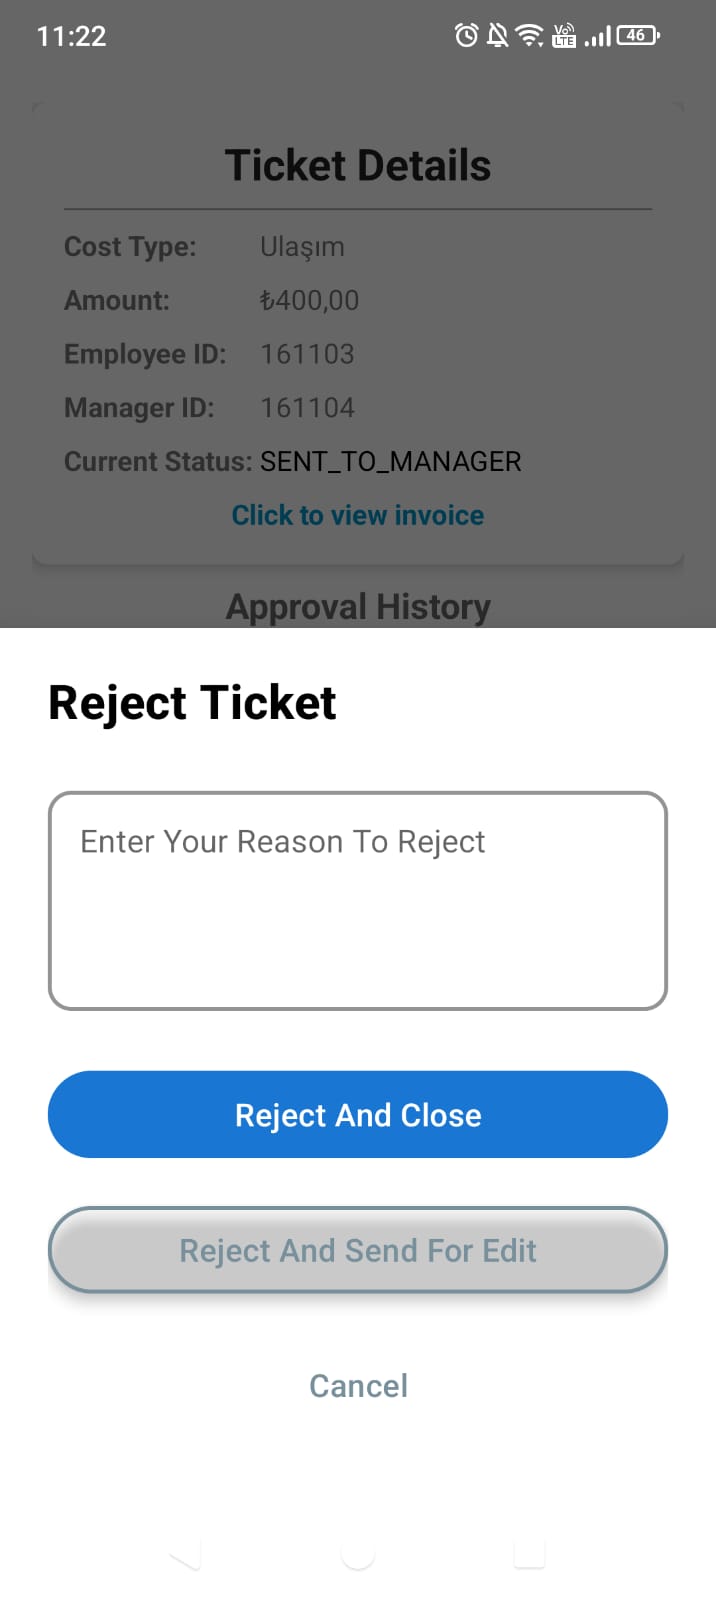 11:22
Vo LTE 46
Ticket Details
Cost Type: Ulaşım
Amount: ₺400,00
Employee ID: 161103
Manager ID: 161104
Current Status: SENT_TO_MANAGER
Click to view invoice
Approval History
Reject Ticket
Enter Your Reason To Reject
Reject And Close
Reject And Send For Edit
Cancel